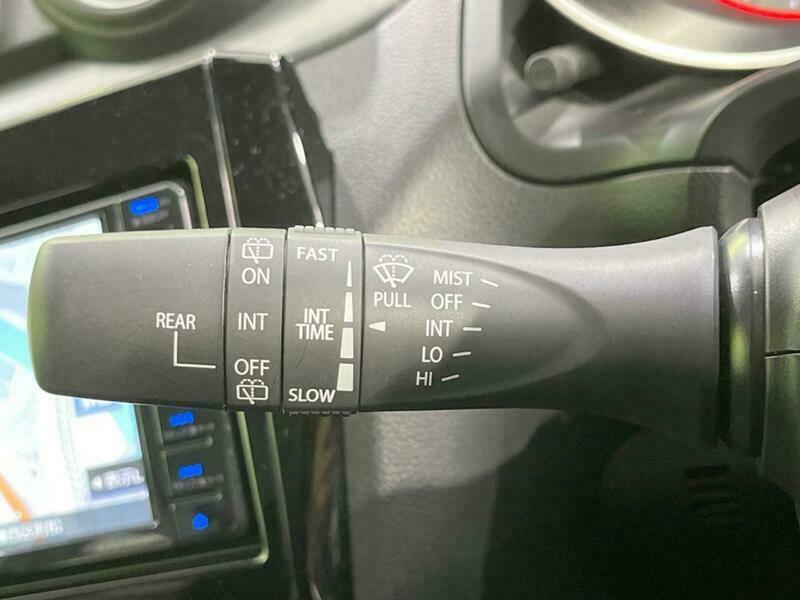 REAR
ON
INT
OFF
FAST
INT
TIME
SLOW
PULL
MIST
OFF
INT
LO
HI